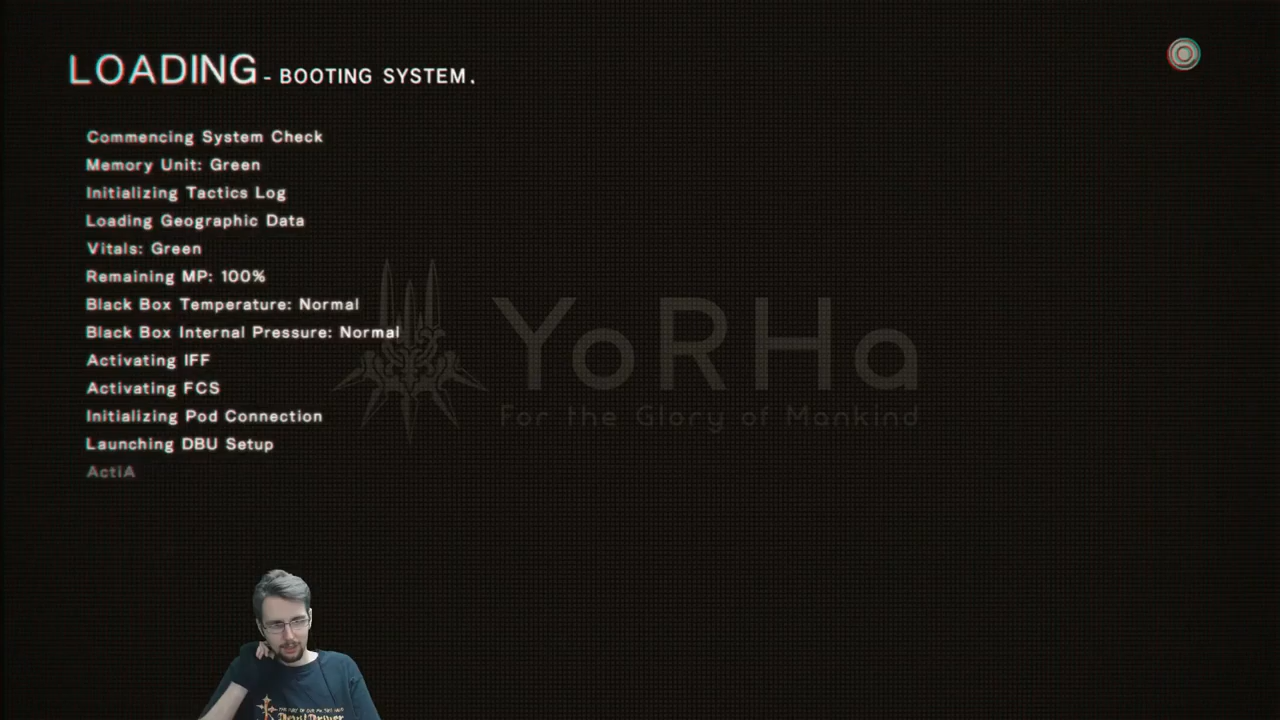 LOADING - BOOTING SYSTEM.
Commencing System Check
Memory Unit: Green
Initializing Tactics Log
Loading Geographic Data
Vitals: Green
Remaining MP: 100%
Black Box Temperature: Normal
Black Box Internal Pressure: Normal
Activating IFF
Activating FCS
Initializing Pod Connection
Launching DBU Setup
ActiA
YoRHa
For the Glory of Mankind